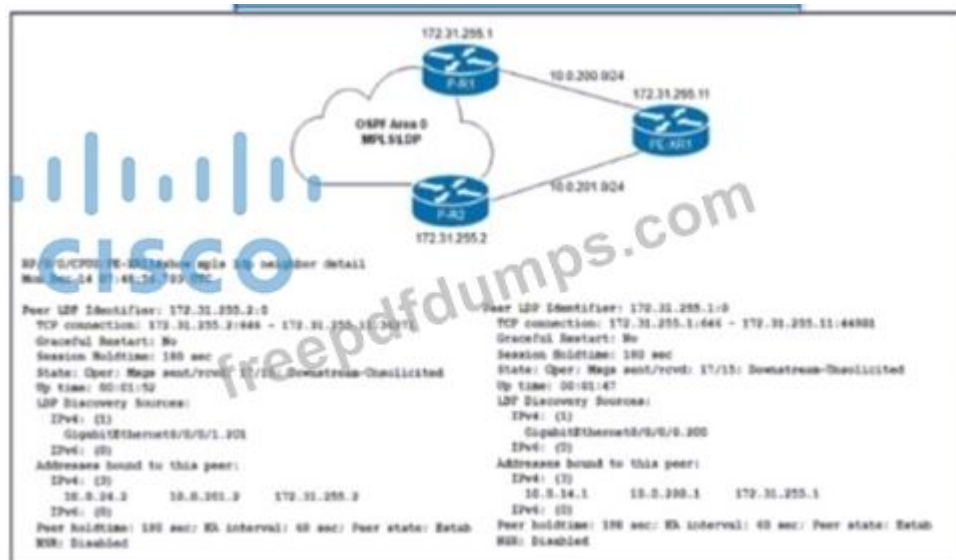 172.31.255.1
P-R1
10.0.200.0/24
172.31.255.11
PE-XR1
OSPF Area 0
MPLS/LDP
10.0.201.0/24
P-R2
172.31.255.2
CISCO
freepdfdumps.com
show mpls ldp neighbor detail
Peer LDP Identifier: 172.31.255.2:0
TCP connection: 172.31.255.2:646 - 172.31.255.11:
Graceful Restart: No
Session Holdtime: 180 sec
State: Oper; Msgs sent/rcvd: Downstream-Unsolicited
Up time: 00:01:52
LDP Discovery Sources:
IPv4: (1)
GigabitEthernet0/0/0/1.201
IPv6: (0)
Addresses bound to this peer:
IPv4: (3)
10.0.24.2 10.0.201.2 172.31.255.2
IPv6: (0)
Peer holdtime: 180 sec; KA interval: 60 sec; Peer state: Estab
NSR: Disabled
Peer LDP Identifier: 172.31.255.1:0
TCP connection: 172.31.255.1:646 - 172.31.255.11:
Graceful Restart: No
Session Holdtime: 180 sec
State: Oper; Msgs sent/rcvd: 17/15; Downstream-Unsolicited
Up time: 00:01:47
LDP Discovery Sources:
IPv4: (1)
GigabitEthernet0/0/0/0.200
IPv6: (0)
Addresses bound to this peer:
IPv4: (3)
10.0.14.1 10.0.200.1 172.31.255.1
IPv6: (0)
Peer holdtime: 180 sec; KA interval: 60 sec; Peer state: Estab
NSR: Disabled